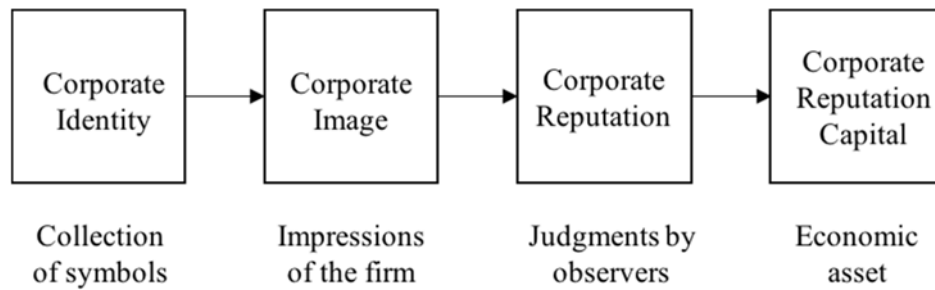 Corporate
Identity
Corporate
Image
Corporate
Reputation
Corporate
Reputation
Capital
Collection
of symbols
Impressions
of the firm
Judgments by
observers
Economic
asset